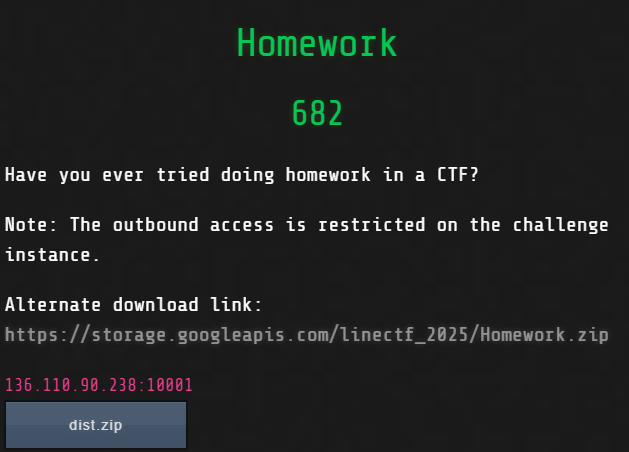 Homework
682
Have you ever tried doing homework in a CTF?
Note: The outbound access is restricted on the challenge
instance.
Alternate download link:
https://storage.googleapis.com/linectf_2025/Homework.zip
136.110.90.238:10001
dist.zip